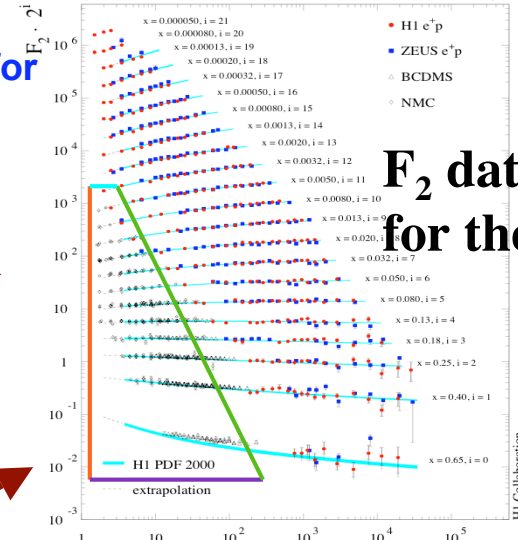 F₂ · 2ⁱ
or
x = 0.000050, i = 21
x = 0.000080, i = 20
x = 0.00013, i = 19
x = 0.00020, i = 18
x = 0.00032, i = 17
x = 0.00050, i = 16
x = 0.00080, i = 15
x = 0.0013, i = 14
x = 0.0020, i = 13
x = 0.0032, i = 12
x = 0.0050, i = 11
x = 0.0080, i = 10
x = 0.013, i = 9
x = 0.020, i = 8
x = 0.032, i = 7
x = 0.050, i = 6
x = 0.080, i = 5
x = 0.13, i = 4
x = 0.18, i = 3
x = 0.25, i = 2
x = 0.40, i = 1
x = 0.65, i = 0
H1 e⁺p
ZEUS e⁺p
BCDMS
NMC
F₂ dat
for the
H1 PDF 2000
extrapolation
H1 Collaboration
10⁶
10⁵
10⁴
10³
10²
10
1
10⁻¹
10⁻²
10⁻³
1 10 10² 10³ 10⁴ 10⁵